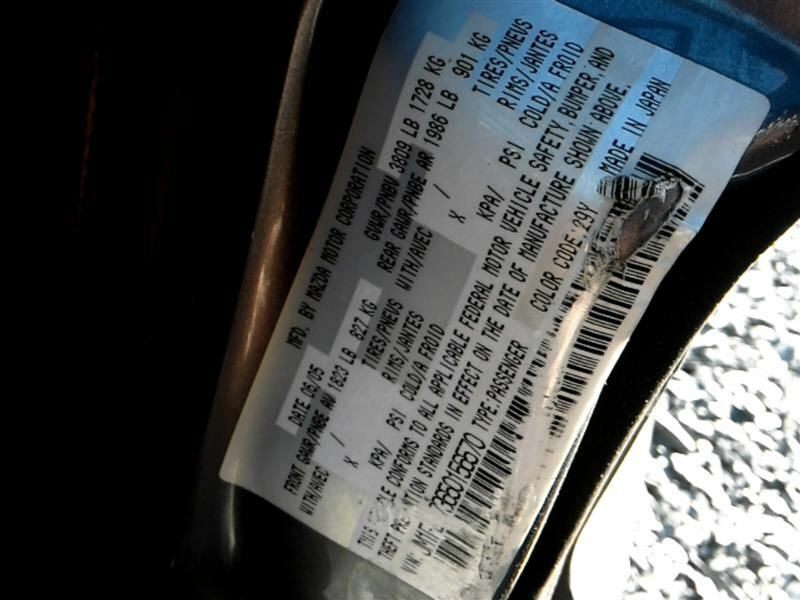 MFD. BY MAZDA MOTOR CORPORATION
DATE: 06/05 GVWR/PNBV 3809 LB 1728 KG
FRONT GAWR/PNBE AV 1823 LB 827 KG REAR GAWR/PNBE AR 1986 LB 901 KG
WITH/AVEC / TIRES/PNEUS WITH/AVEC / TIRES/PNEUS
X RIMS/JANTES X RIMS/JANTES
KPA/ PSI COLD/A FROID KPA/ PSI COLD/A FROID
THIS CONFORMS TO ALL APPLICABLE FEDERAL MOTOR VEHICLE SAFETY, BUMPER, AND
THEFT STANDARDS IN EFFECT ON THE DATE OF MANUFACTURE SHOWN ABOVE.
VIN: TYPE:PASSENGER COLOR CODE:29Y MADE IN JAPAN